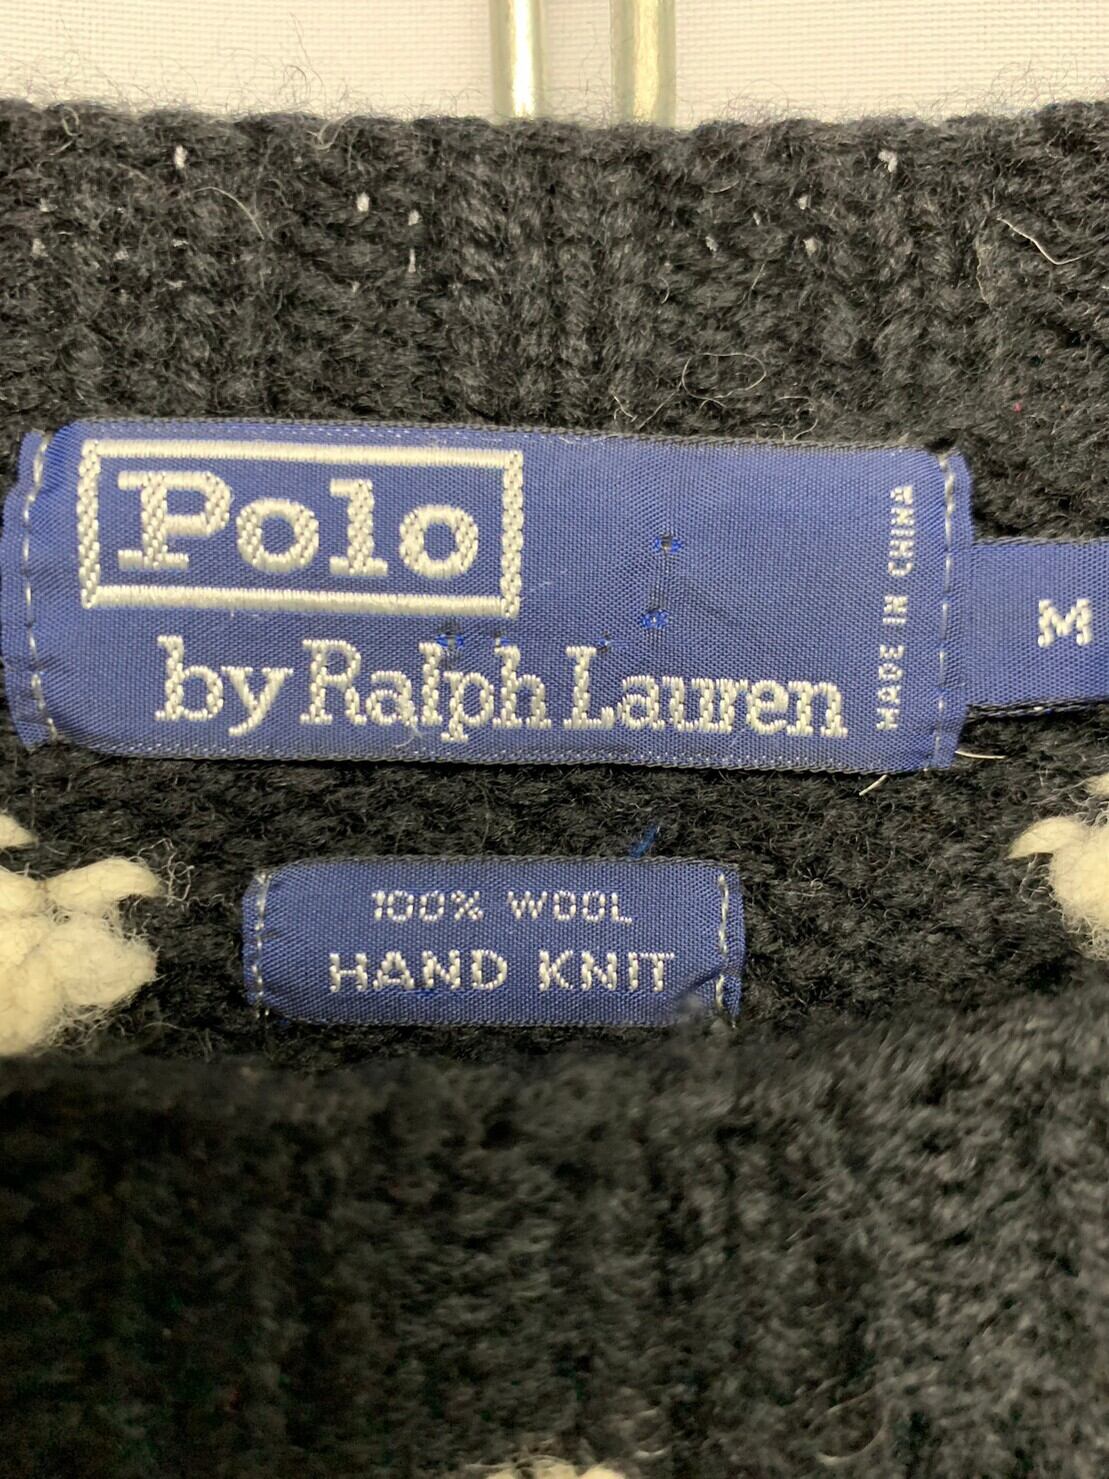 Polo
by Ralph Lauren
MADE IN CHINA
M
100% WOOL
HAND KNIT